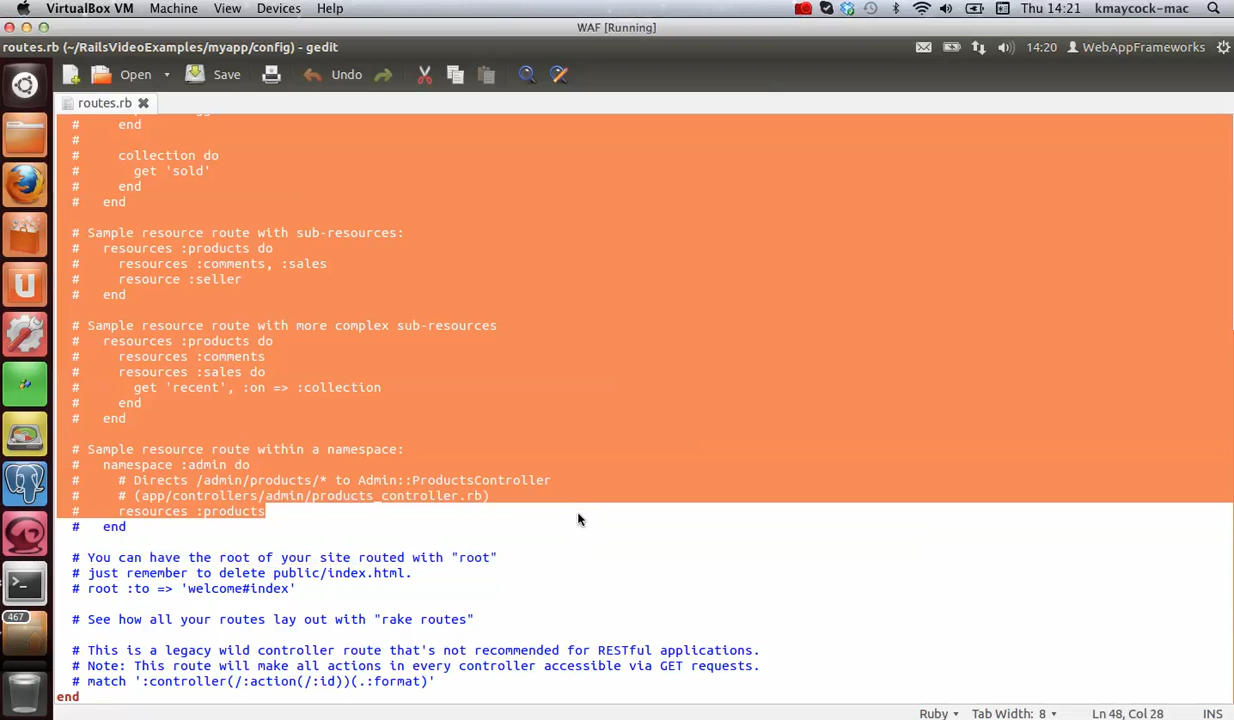 VirtualBox VM Machine View Devices Help Thu 14:21 kmaycock-mac
WAF [Running]
routes.rb (~/RailsVideoExamples/myapp/config) - gedit 14:20 WebAppFrameworks
Open Save Undo
routes.rb
# end
#
# collection do
# get 'sold'
# end
# end
# Sample resource route with sub-resources:
# resources :products do
# resources :comments, :sales
# resource :seller
# end
# Sample resource route with more complex sub-resources
# resources :products do
# resources :comments
# resources :sales do
# get 'recent', :on => :collection
# end
# end
# Sample resource route within a namespace:
# namespace :admin do
# # Directs /admin/products/* to Admin::ProductsController
# # (app/controllers/admin/products_controller.rb)
# resources :products
# end
# You can have the root of your site routed with "root"
# just remember to delete public/index.html.
# root :to => 'welcome#index'
# See how all your routes lay out with "rake routes"
467
# This is a legacy wild controller route that's not recommended for RESTful applications.
# Note: This route will make all actions in every controller accessible via GET requests.
# match ':controller(/:action(/:id))(.:format)'
end
Ruby Tab Width: 8 Ln 48, Col 28 INS